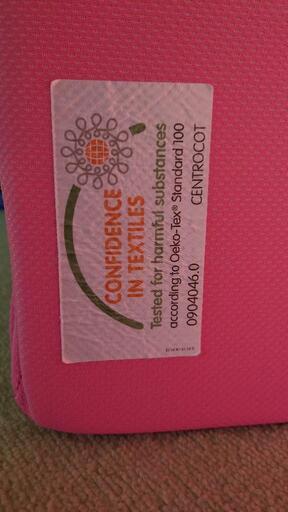 CONFIDENCE
IN TEXTILES
Tested for harmful substances
according to Oeko-Tex® Standard 100
0904046.0 CENTROCOT